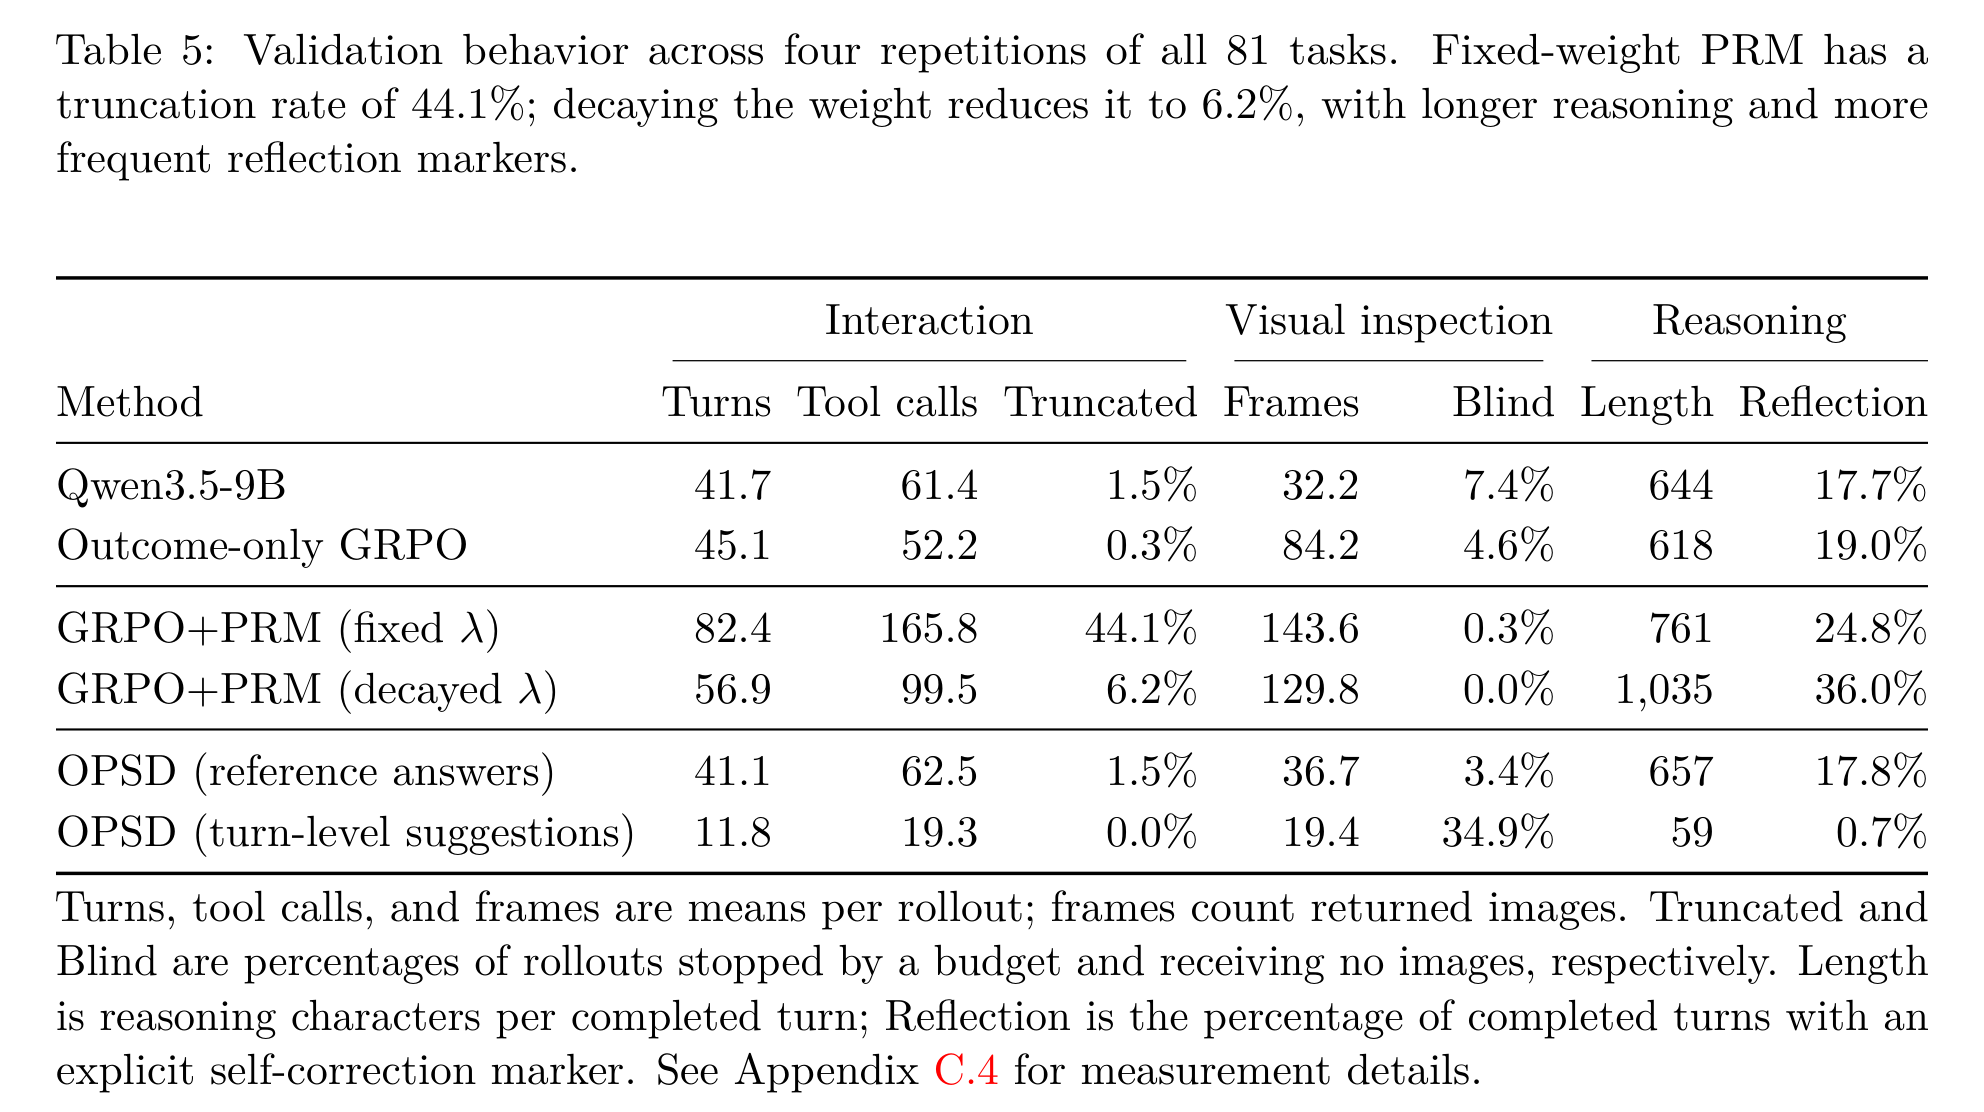 Table 5: Validation behavior across four repetitions of all 81 tasks. Fixed-weight PRM has a
truncation rate of 44.1%; decaying the weight reduces it to 6.2%, with longer reasoning and more
frequent reflection markers.
Interaction Visual inspection Reasoning
Method Turns Tool calls Truncated Frames Blind Length Reflection
Qwen3.5-9B 41.7 61.4 1.5% 32.2 7.4% 644 17.7%
Outcome-only GRPO 45.1 52.2 0.3% 84.2 4.6% 618 19.0%
GRPO+PRM (fixed λ) 82.4 165.8 44.1% 143.6 0.3% 761 24.8%
GRPO+PRM (decayed λ) 56.9 99.5 6.2% 129.8 0.0% 1,035 36.0%
OPSD (reference answers) 41.1 62.5 1.5% 36.7 3.4% 657 17.8%
OPSD (turn-level suggestions) 11.8 19.3 0.0% 19.4 34.9% 59 0.7%
Turns, tool calls, and frames are means per rollout; frames count returned images. Truncated and
Blind are percentages of rollouts stopped by a budget and receiving no images, respectively. Length
is reasoning characters per completed turn; Reflection is the percentage of completed turns with an
explicit self-correction marker. See Appendix C.4 for measurement details.